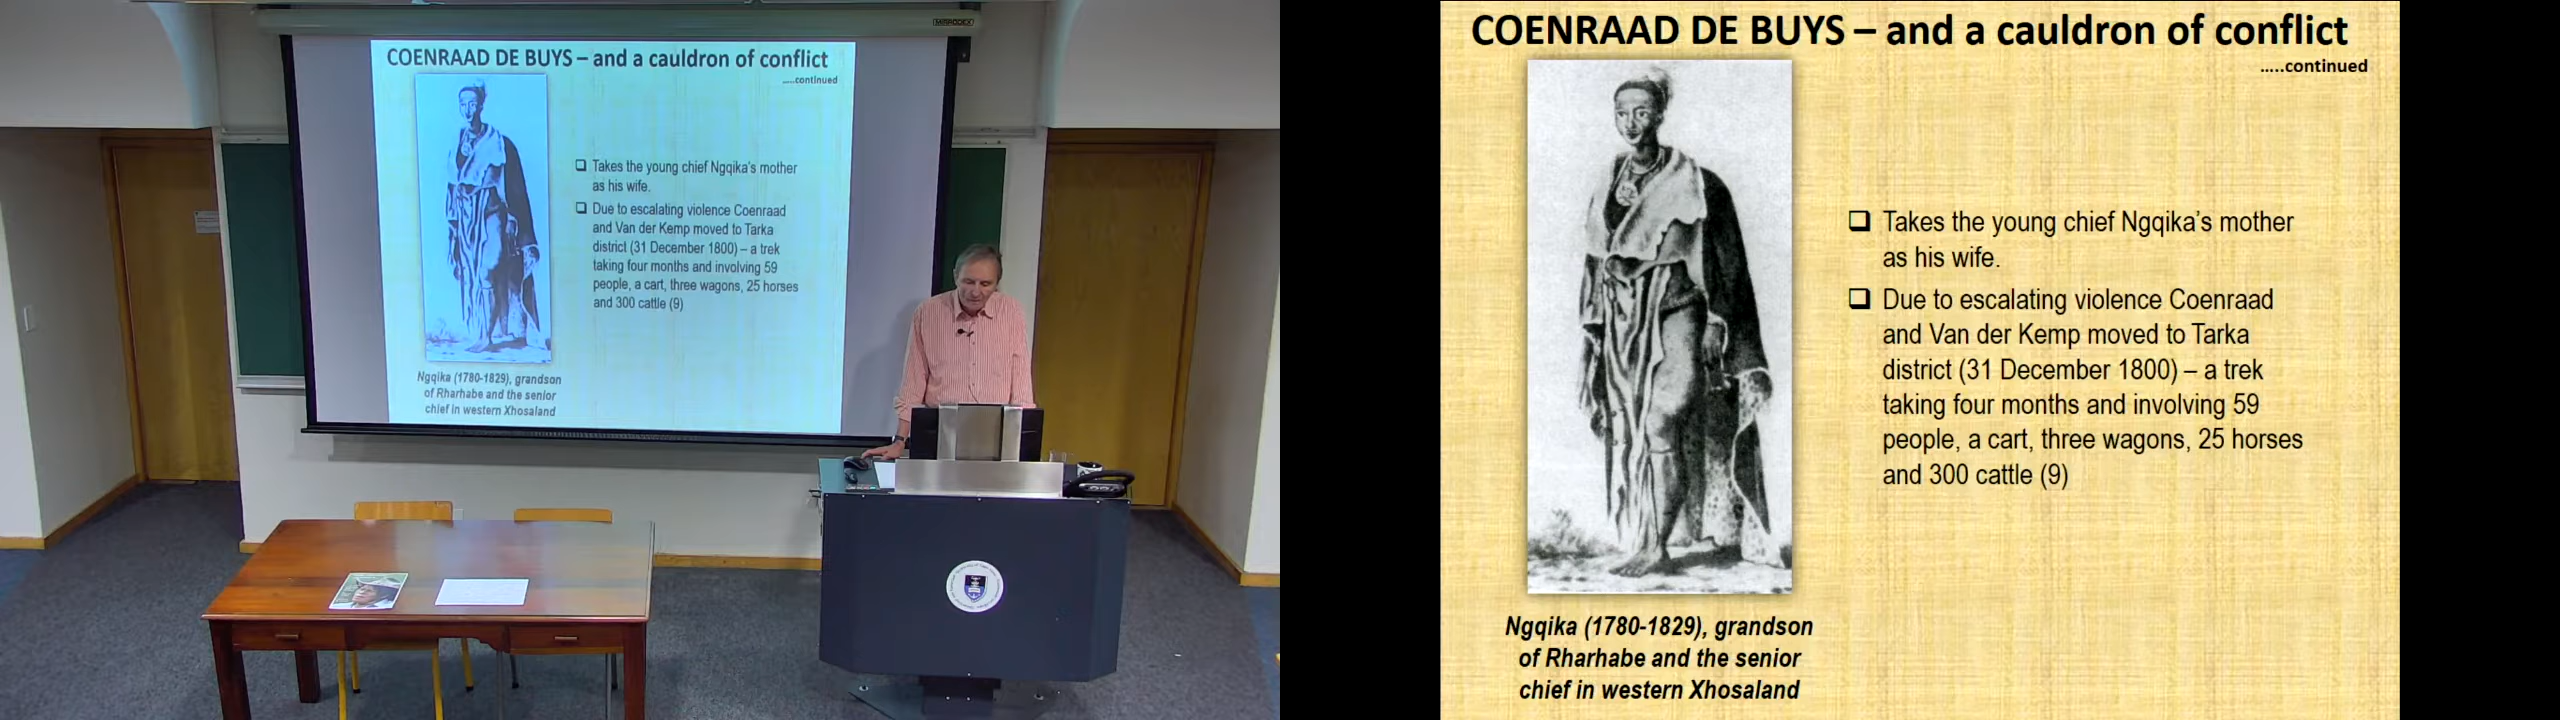 MIRRODEX
COENRAAD DE BUYS – and a cauldron of conflict
.....continued
❑ Takes the young chief Ngqika’s mother
as his wife.
❑ Due to escalating violence Coenraad
and Van der Kemp moved to Tarka
district (31 December 1800) – a trek
taking four months and involving 59
people, a cart, three wagons, 25 horses
and 300 cattle (9)
Ngqika (1780-1829), grandson
of Rharhabe and the senior
chief in western Xhosaland
COENRAAD DE BUYS – and a cauldron of conflict
.....continued
❑ Takes the young chief Ngqika’s mother
as his wife.
❑ Due to escalating violence Coenraad
and Van der Kemp moved to Tarka
district (31 December 1800) – a trek
taking four months and involving 59
people, a cart, three wagons, 25 horses
and 300 cattle (9)
Ngqika (1780-1829), grandson
of Rharhabe and the senior
chief in western Xhosaland